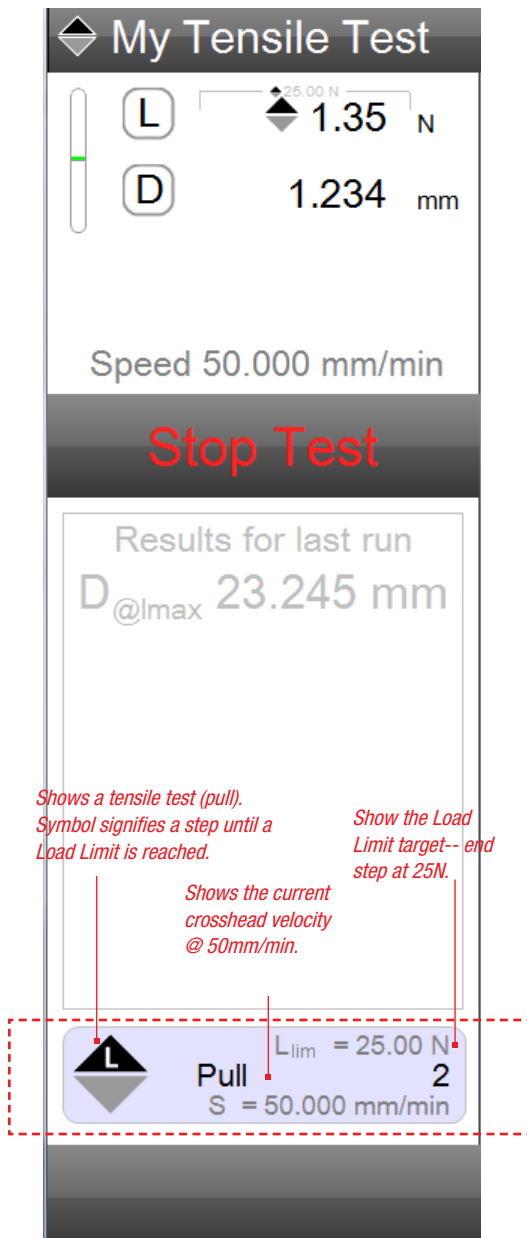 My Tensile Test
25.00 N
L 1.35 N
D 1.234 mm
Speed 50.000 mm/min
Stop Test
Results for last run
D@lmax 23.245 mm
Shows a tensile test (pull).
Symbol signifies a step until a
Load Limit is reached.
Show the Load
Limit target-- end
step at 25N.
Shows the current
crosshead velocity
@ 50mm/min.
L
Llim = 25.00 N
Pull 2
S = 50.000 mm/min